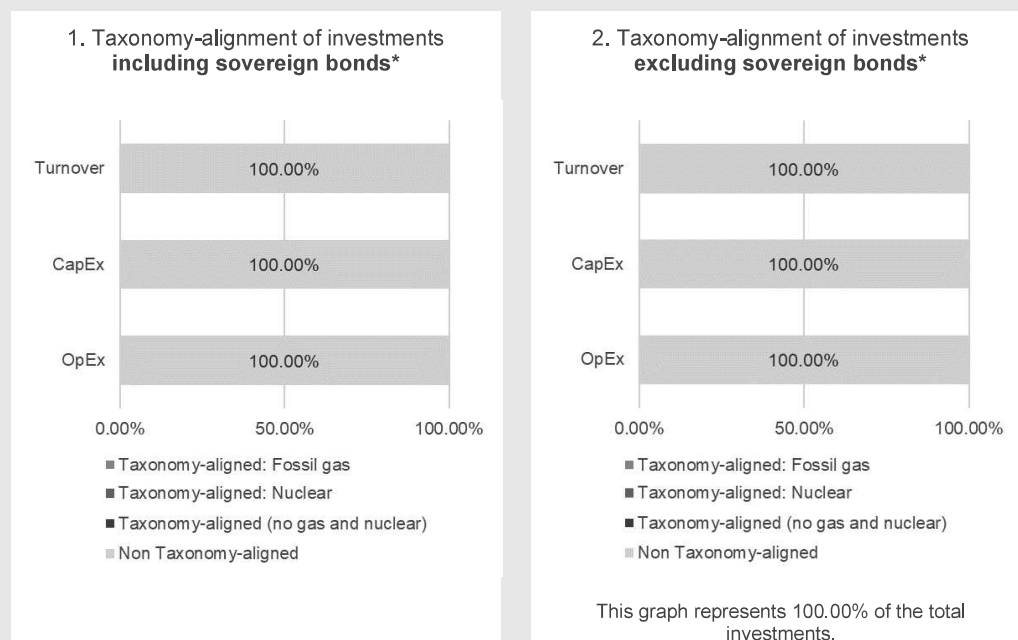 1. Taxonomy-alignment of investments
including sovereign bonds*
Turnover
100.00%
CapEx
100.00%
OpEx
100.00%
0.00% 50.00% 100.00%
Taxonomy-aligned: Fossil gas
Taxonomy-aligned: Nuclear
Taxonomy-aligned (no gas and nuclear)
Non Taxonomy-aligned
2. Taxonomy-alignment of investments
excluding sovereign bonds*
Turnover
100.00%
CapEx
100.00%
OpEx
100.00%
0.00% 50.00% 100.00%
Taxonomy-aligned: Fossil gas
Taxonomy-aligned: Nuclear
Taxonomy-aligned (no gas and nuclear)
Non Taxonomy-aligned
This graph represents 100.00% of the total
investments.